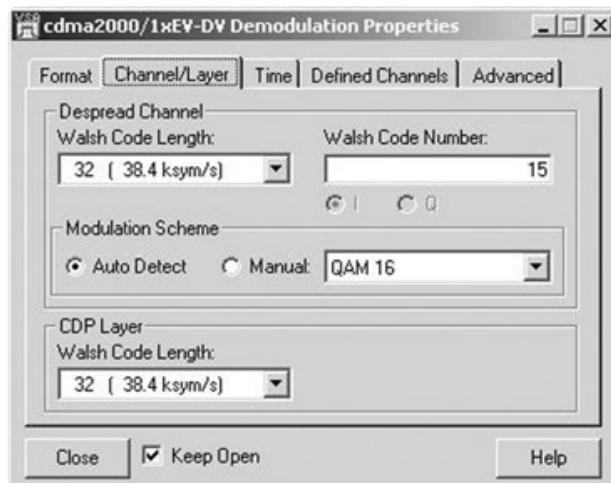 VSA cdma2000/1xEV-DV Demodulation Properties
Format Channel/Layer Time Defined Channels Advanced
Despread Channel
Walsh Code Length: Walsh Code Number:
32 ( 38.4 ksym/s) 15
I Q
Modulation Scheme
Auto Detect Manual: QAM 16
CDP Layer
Walsh Code Length:
32 ( 38.4 ksym/s)
Close Keep Open Help